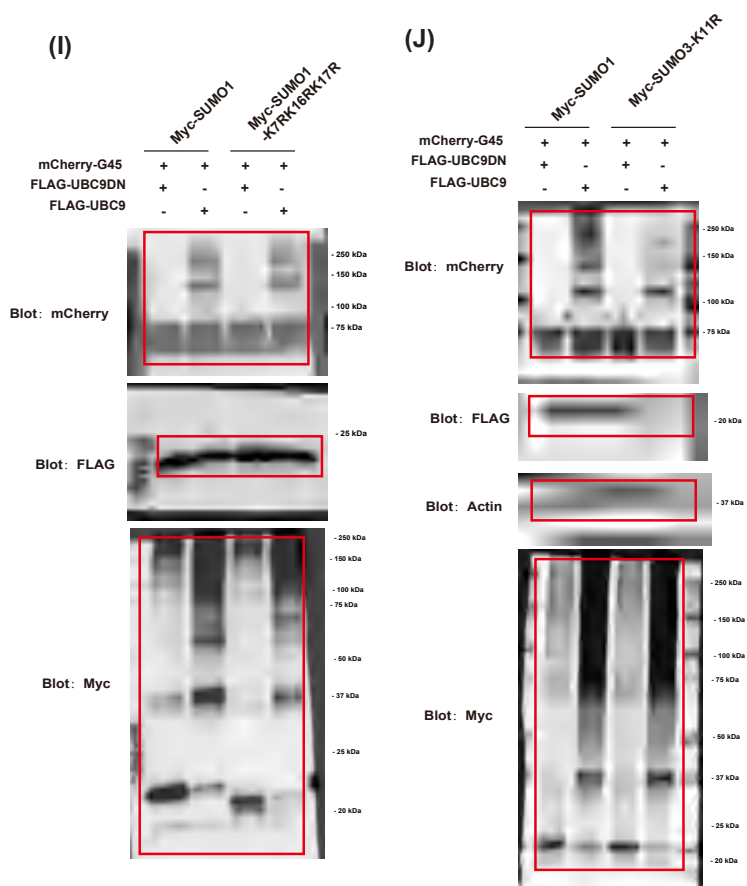 (I)
Myc-SUMO1
Myc-SUMO1
-K7RK16RK17R
mCherry-G45 + + + +
FLAG-UBC9DN + - + -
FLAG-UBC9 - + - +
Blot: mCherry
- 250 kDa
- 150 kDa
- 100 kDa
- 75 kDa
Blot: FLAG
- 25 kDa
Blot: Myc
- 250 kDa
- 150 kDa
- 100 kDa
- 75 kDa
- 50 kDa
- 37 kDa
- 25 kDa
- 20 kDa
(J)
Myc-SUMO1
Myc-SUMO3-K11R
mCherry-G45 + + + +
FLAG-UBC9DN + - + -
FLAG-UBC9 - + - +
Blot: mCherry
- 250 kDa
- 150 kDa
- 100 kDa
- 75 kDa
Blot: FLAG
- 20 kDa
Blot: Actin
- 37 kDa
Blot: Myc
- 250 kDa
- 150 kDa
- 100 kDa
- 75 kDa
- 50 kDa
- 37 kDa
- 25 kDa
- 20 kDa